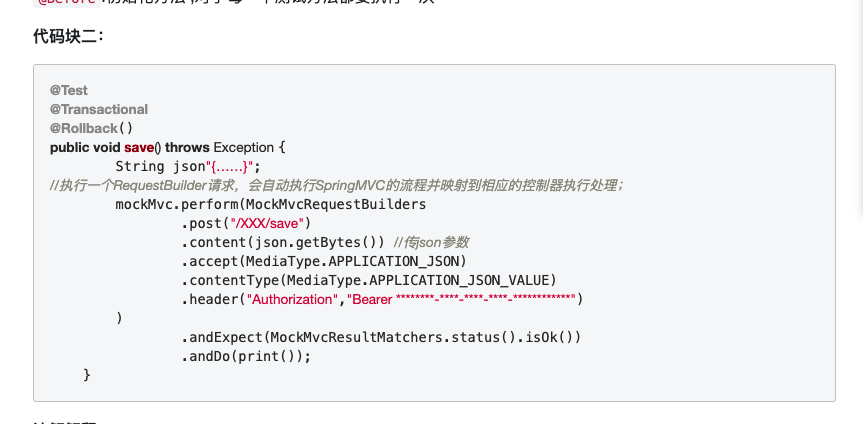 @Before:初始化方法,对于每一个测试方法都要执行一次
代码块二：
@Test
@Transactional
@Rollback()
public void save() throws Exception {
String json"{……}";
//执行一个RequestBuilder请求，会自动执行SpringMVC的流程并映射到相应的控制器执行处理；
mockMvc.perform(MockMvcRequestBuilders
.post("/XXX/save")
.content(json.getBytes()) //传json参数
.accept(MediaType.APPLICATION_JSON)
.contentType(MediaType.APPLICATION_JSON_VALUE)
.header("Authorization","Bearer ********-****-****-****-************")
)
.andExpect(MockMvcResultMatchers.status().isOk())
.andDo(print());
}